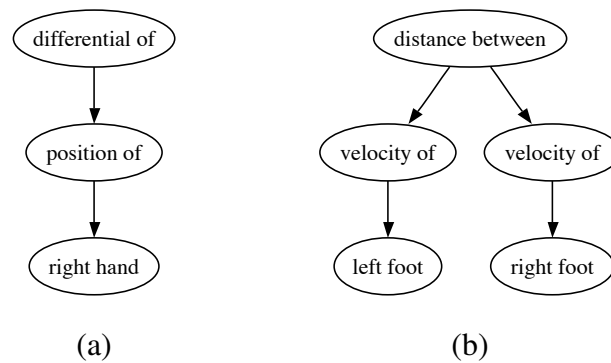 differential of
distance between
position of
velocity of
velocity of
right hand
left foot
right foot
(a)
(b)